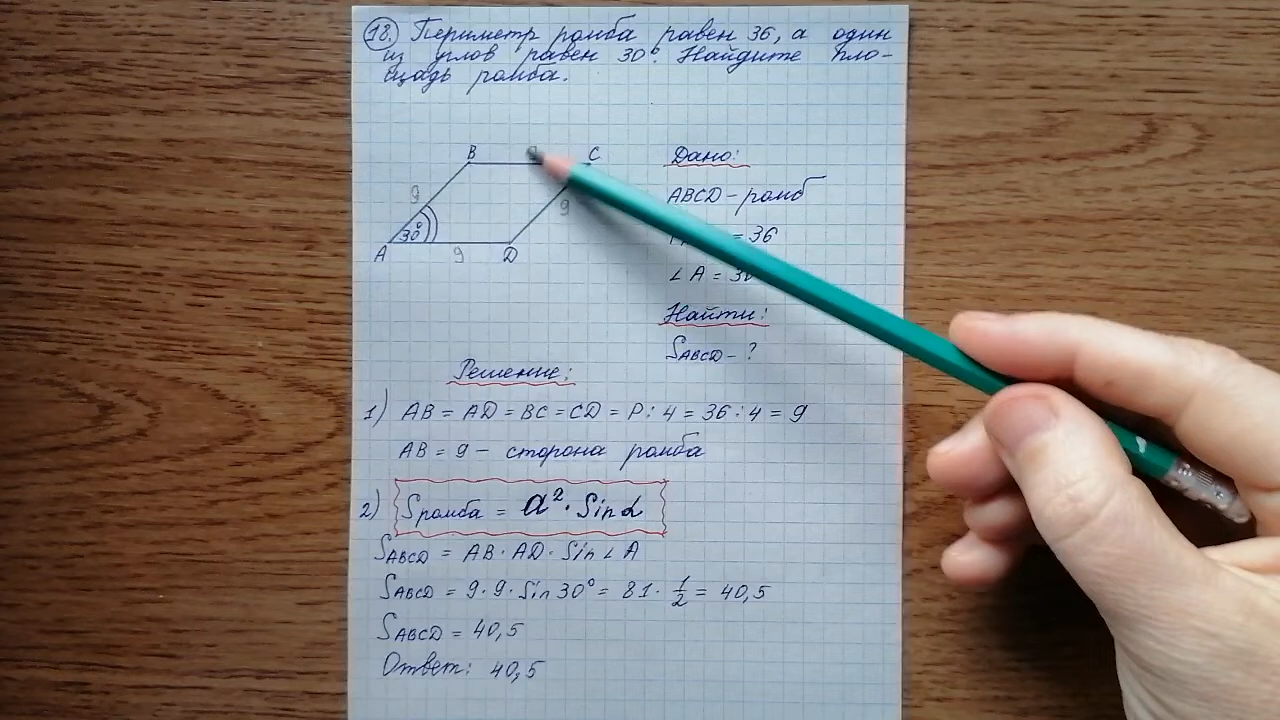 18. Периметр ромба равен 36, а один
из углов равен 30°. Найдите пло-
щадь ромба.
B C
9 9
30°
A 9 D
Дано:
ABCD – ромб
= 36
∠A = 30
Найти:
SABCD – ?
Решение:
1) AB = AD = BC = CD = P : 4 = 36 : 4 = 9
AB = 9 – сторона ромба
2) Sромба = a² · Sin α
SABCD = AB · AD · Sin ∠A
SABCD = 9 · 9 · Sin 30° = 81 · 1/2 = 40,5
SABCD = 40,5
Ответ: 40,5